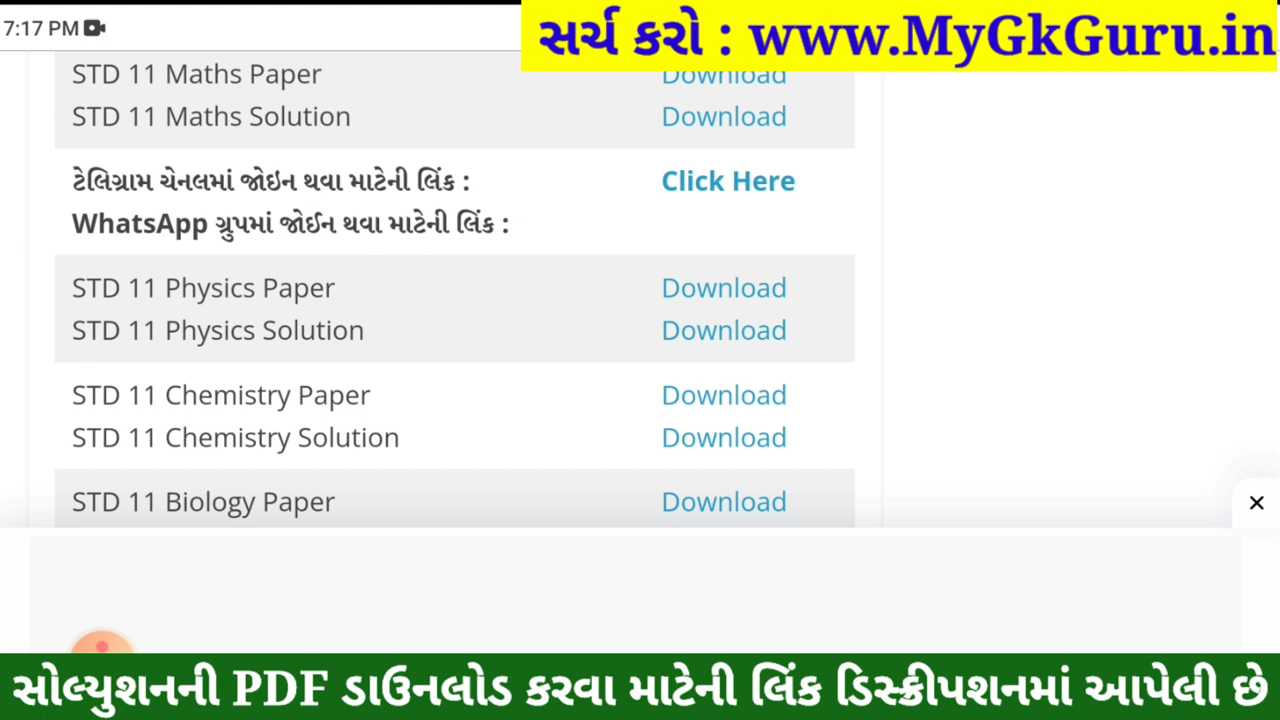 7:17 PM
સર્ચ કરો : www.MyGkGuru.in
STD 11 Maths Paper Download
STD 11 Maths Solution Download
ટેલિગ્રામ ચેનલમાં જોઇન થવા માટેની લિંક : Click Here
WhatsApp ગ્રુપમાં જોઈન થવા માટેની લિંક :
STD 11 Physics Paper Download
STD 11 Physics Solution Download
STD 11 Chemistry Paper Download
STD 11 Chemistry Solution Download
STD 11 Biology Paper Download
સોલ્યુશનની PDF ડાઉનલોડ કરવા માટેની લિંક ડિસ્ક્રીપશનમાં આપેલી છે